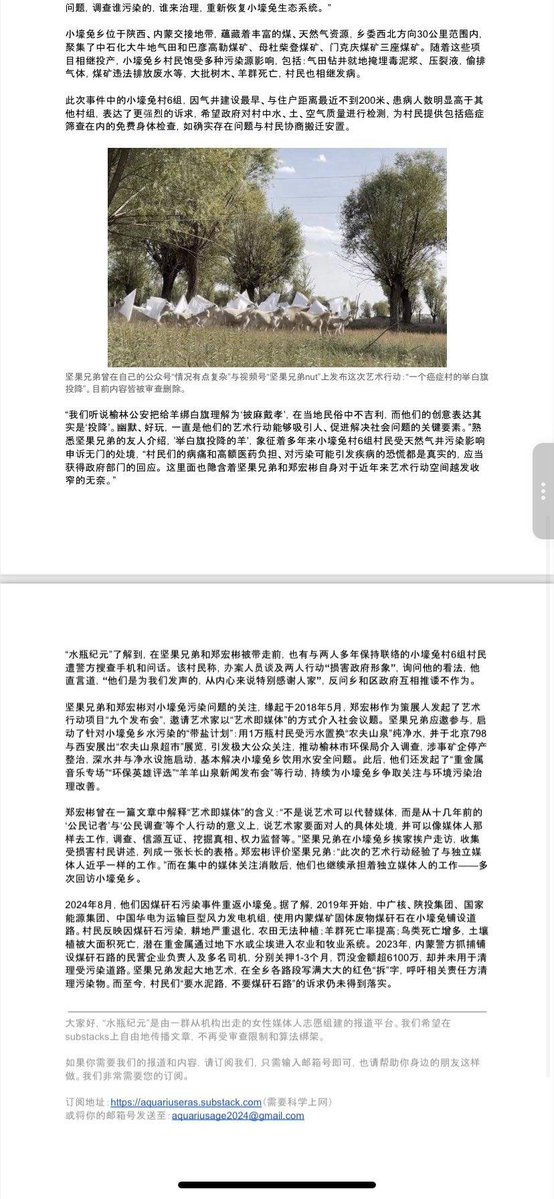 问题，调查谁污染的，谁来治理，重新恢复小壕兔生态系统。”
小壕兔乡位于陕西、内蒙交接地带，蕴藏着丰富的煤、天然气资源，乡委西北方向30公里范围内，
聚集了中石化大牛地气田和巴彦高勒煤矿、母杜柴登煤矿、门克庆煤矿三座煤矿。随着这些项
目相继投产，小壕兔乡村民饱受多种污染源影响，包括：气田钻井就地掩埋毒泥浆、压裂液，偷排
气体，煤矿违法排放废水等，大批树木、羊群死亡，村民也相继发病。
此次事件中的小壕兔村6组，因气井建设最早、与住户距离最近不到200米、患病人数明显高于其
他村组，表达了更强烈的诉求，希望政府对村中水、土、空气质量进行检测，为村民提供包括癌症
筛查在内的免费身体检查，如确实存在问题与村民协商搬迁安置。
坚果兄弟曾在自己的公众号“情况有点复杂”与视频号“坚果兄弟nut”上发布这次艺术行动：“一个癌症村的举白旗
投降”。目前内容皆被审查删除。
“我们听说榆林公安把给羊绑白旗理解为‘披麻戴孝’，在当地民俗中不吉利，而他们的创意表达其
实是‘投降’。幽默、好玩，一直是他们的艺术行动能够吸引人、促进解决社会问题的关键要素。”熟
悉坚果兄弟的友人介绍，‘举白旗投降的羊’，象征着多年来小壕兔村6组村民受天然气井污染影响
申诉无门的处境，“村民们的病痛和高额医药负担、对污染可能引发疾病的恐慌都是真实的，应当
获得政府部门的回应。这里面也隐含着坚果兄弟和郑宏彬自身对于近年来艺术行动空间越发收
窄的无奈。”
“水瓶纪元”了解到，在坚果兄弟和郑宏彬被带走前，也有与两人多年保持联络的小壕兔村6组村民
遭警方搜查手机和问话。该村民称，办案人员谈及两人行动“损害政府形象”，询问他的看法，他
直言道，“他们是为我们发声的，从内心来说特别感谢人家”，反问乡和区政府互相推诿不作为。
坚果兄弟和郑宏彬对小壕兔污染问题的关注，缘起于2018年5月，郑宏彬作为策展人发起了艺术
行动项目“九个发布会”，邀请艺术家以“艺术即媒体”的方式介入社会议题。坚果兄弟应邀参与，启
动了针对小壕兔乡水污染的“带盐计划”：用1万瓶村民受污水置换“农夫山泉”纯净水，并于北京798
与西安展出“农夫山泉超市”展览，引发极大公众关注，推动榆林市环保局介入调查，涉事矿企停产
整治，深水井与净水设施启动，基本解决小壕兔乡饮用水安全问题。此后，他们还发起了“重金属
音乐专场”“环保英雄评选”“羊羊山泉新闻发布会”等行动，持续为小壕兔乡争取关注与环境污染治
理改善。
郑宏彬曾在一篇文章中解释“艺术即媒体”的含义：“不是说艺术可以代替媒体，而是从十几年前的
‘公民记者’与‘公民调查’等个人行动的意义上，说艺术家要面对人的具体处境，并可以像媒体人那
样去工作，调查、信源互证、挖掘真相、权力监督等。”坚果兄弟在小壕兔乡挨家挨户走访，收集
受损害村民讲述，列成一张长长的表格。郑宏彬评价坚果兄弟：“此次的艺术行动经验了与独立媒
体人近乎一样的工作。”而在集中的媒体关注消散后，他们也继续承担着独立媒体人的工作——多
次回访小壕兔乡。
2024年8月，他们因煤矸石污染事件重返小壕兔。据了解，2019年开始，中广核、陕投集团、国家
能源集团、中国华电为运输巨型风力发电机组，使用内蒙煤矿固体废物煤矸石在小壕兔铺设道
路。村民反映因煤矸石污染，耕地严重退化，农田无法种植；羊群死亡率提高；鸟类死亡增多，土壤
植被大面积死亡，潜在重金属通过地下水或尘埃进入农业和牧业系统。2023年，内蒙警方抓捕铺
设煤矸石路的民营企业负责人及多名司机，分别关押1-3个月，罚没金额超6100万，却并未用于清
理受污染道路。坚果兄弟发起大地艺术，在全乡各路段写满大大的红色“拆”字，呼吁相关责任方清
理污染物。而至今，村民们“要水泥路，不要煤矸石路”的诉求仍未得到落实。
大家好，“水瓶纪元”是由一群从机构出走的女性媒体人志愿组建的报道平台。我们希望在
substacks上自由地传播文章，不再受审查限制和算法绑架。
如果你需要我们的报道和内容，请订阅我们，只需输入邮箱号即可，也请帮助你身边的朋友这样
做。我们非常需要您的订阅。
订阅地址：https://aquariuseras.substack.com（需要科学上网）
或将你的邮箱号发送至：aquariusage2024@gmail.com